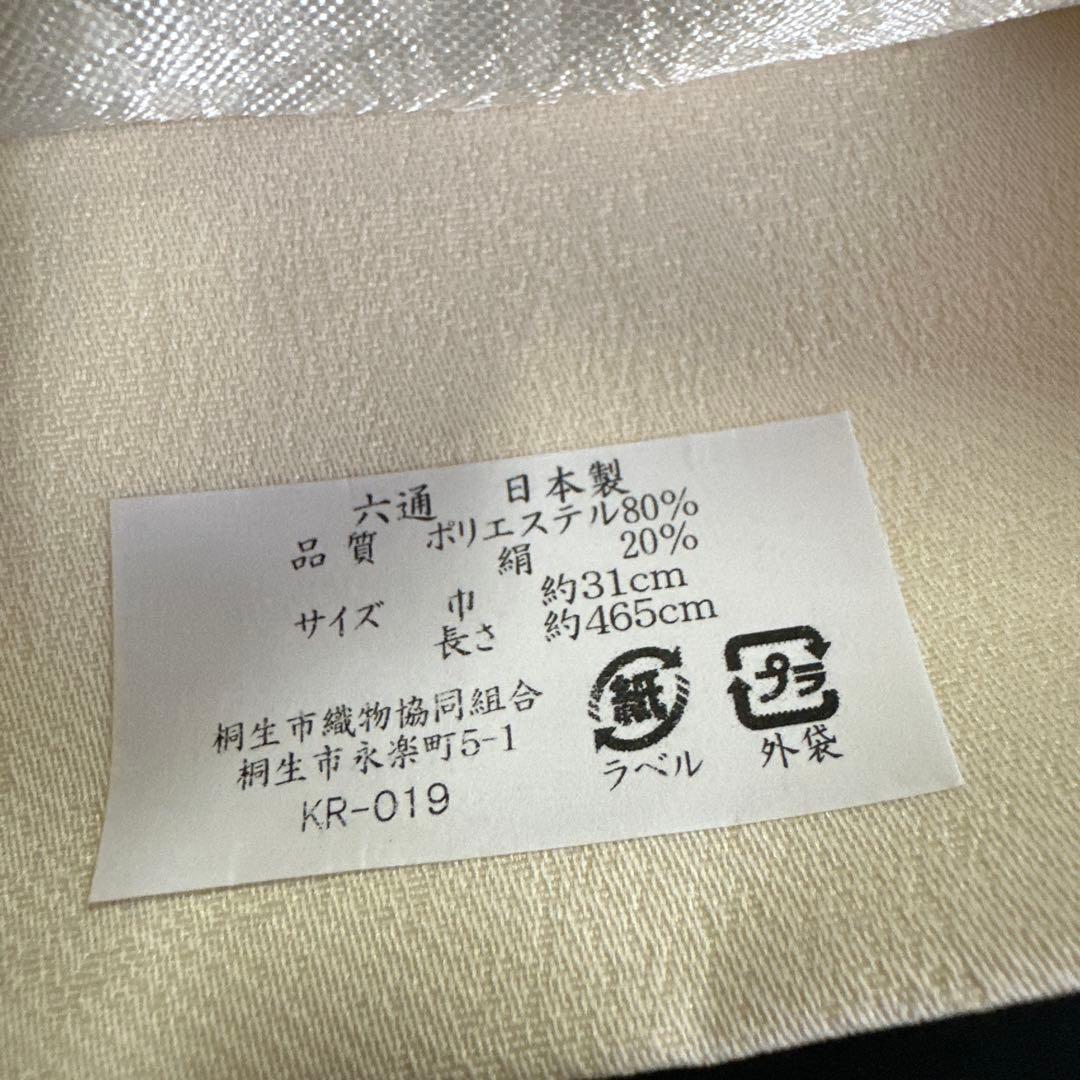 六通 日本製
品質 ポリエステル80%
絹 20%
サイズ 巾 約31cm
長さ 約465cm
桐生市織物協同組合
桐生市永楽町5-1
KR-019
紙
ラベル
プラ
外袋